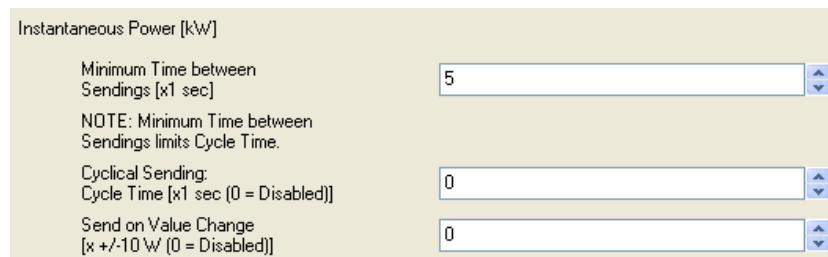 Instantaneous Power [kW]
Minimum Time between
Sendings [x1 sec]
5
NOTE: Minimum Time between
Sendings limits Cycle Time.
Cyclical Sending:
Cycle Time [x1 sec (0 = Disabled)]
0
Send on Value Change
[x +/-10 W (0 = Disabled)]
0